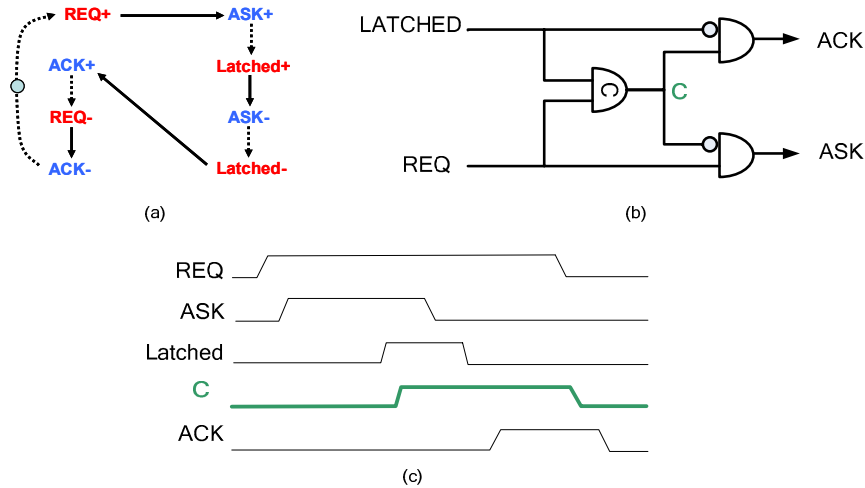 REQ+
ASK+
ACK+
Latched+
REQ-
ASK-
ACK-
Latched-
(a)
LATCHED
ACK
C
C
REQ
ASK
(b)
REQ
ASK
Latched
C
ACK
(c)